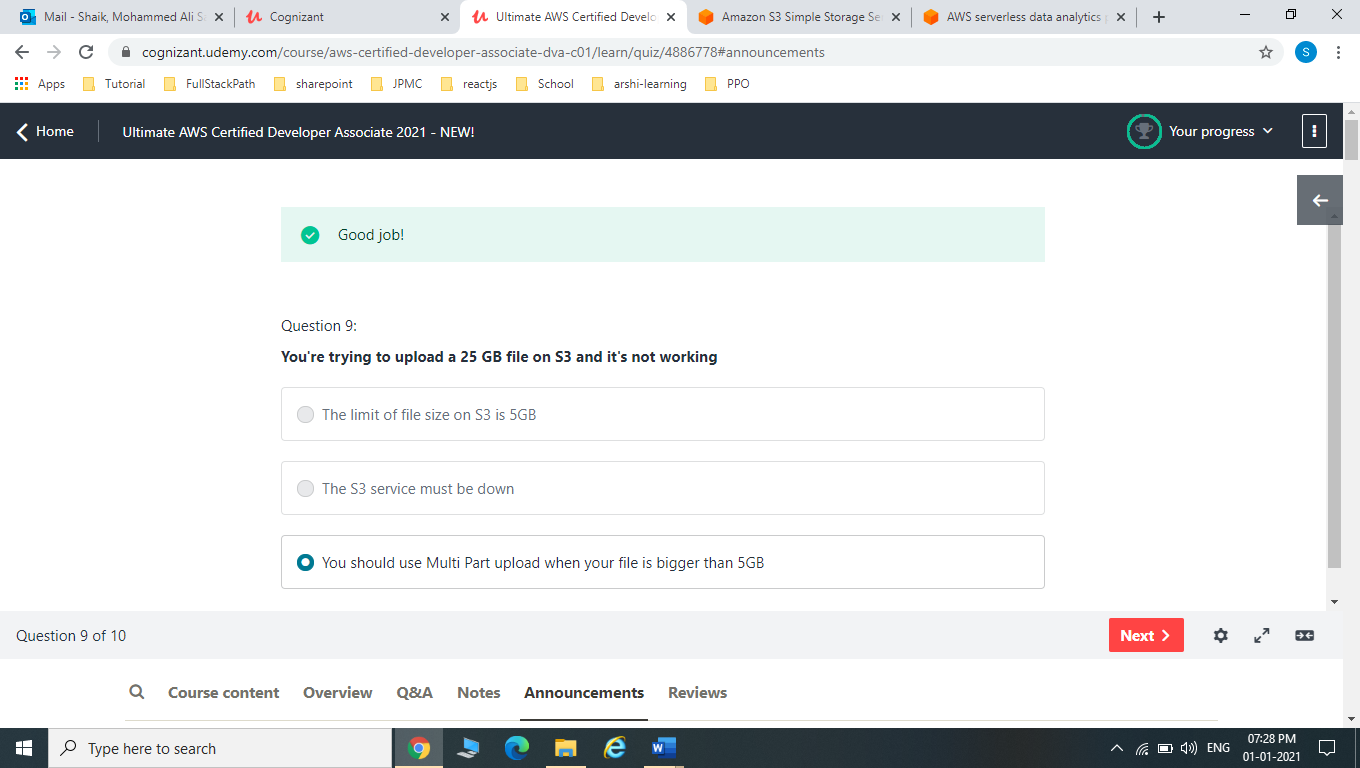 Mail - Shaik, Mohammed Ali S
Cognizant
Ultimate AWS Certified Develo
Amazon S3 Simple Storage Se
AWS serverless data analytics
cognizant.udemy.com/course/aws-certified-developer-associate-dva-c01/learn/quiz/4886778#announcements
S
Apps
Tutorial
FullStackPath
sharepoint
JPMC
reactjs
School
arshi-learning
PPO
Home
Ultimate AWS Certified Developer Associate 2021 - NEW!
Your progress
Good job!
Question 9:
You're trying to upload a 25 GB file on S3 and it's not working
The limit of file size on S3 is 5GB
The S3 service must be down
You should use Multi Part upload when your file is bigger than 5GB
Question 9 of 10
Next
Course content
Overview
Q&A
Notes
Announcements
Reviews
Type here to search
ENG
07:28 PM
01-01-2021